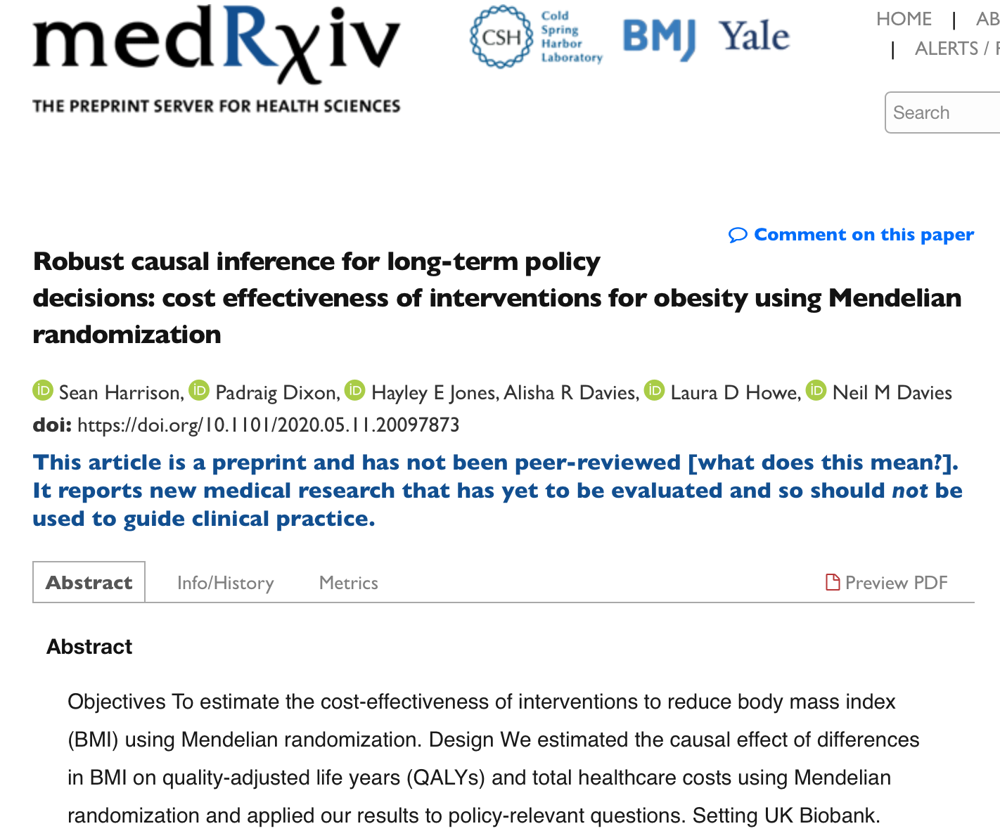 medRxiv
THE PREPRINT SERVER FOR HEALTH SCIENCES
CSH
Cold
Spring
Harbor
Laboratory
BMJ
Yale
HOME | AB
| ALERTS /
Search
Comment on this paper
Robust causal inference for long-term policy
decisions: cost effectiveness of interventions for obesity using Mendelian
randomization
iD Sean Harrison, iD Padraig Dixon, iD Hayley E Jones, Alisha R Davies, iD Laura D Howe, iD Neil M Davies
doi: https://doi.org/10.1101/2020.05.11.20097873
This article is a preprint and has not been peer-reviewed [what does this mean?].
It reports new medical research that has yet to be evaluated and so should not be
used to guide clinical practice.
Abstract Info/History Metrics Preview PDF
Abstract
Objectives To estimate the cost-effectiveness of interventions to reduce body mass index
(BMI) using Mendelian randomization. Design We estimated the causal effect of differences
in BMI on quality-adjusted life years (QALYs) and total healthcare costs using Mendelian
randomization and applied our results to policy-relevant questions. Setting UK Biobank.